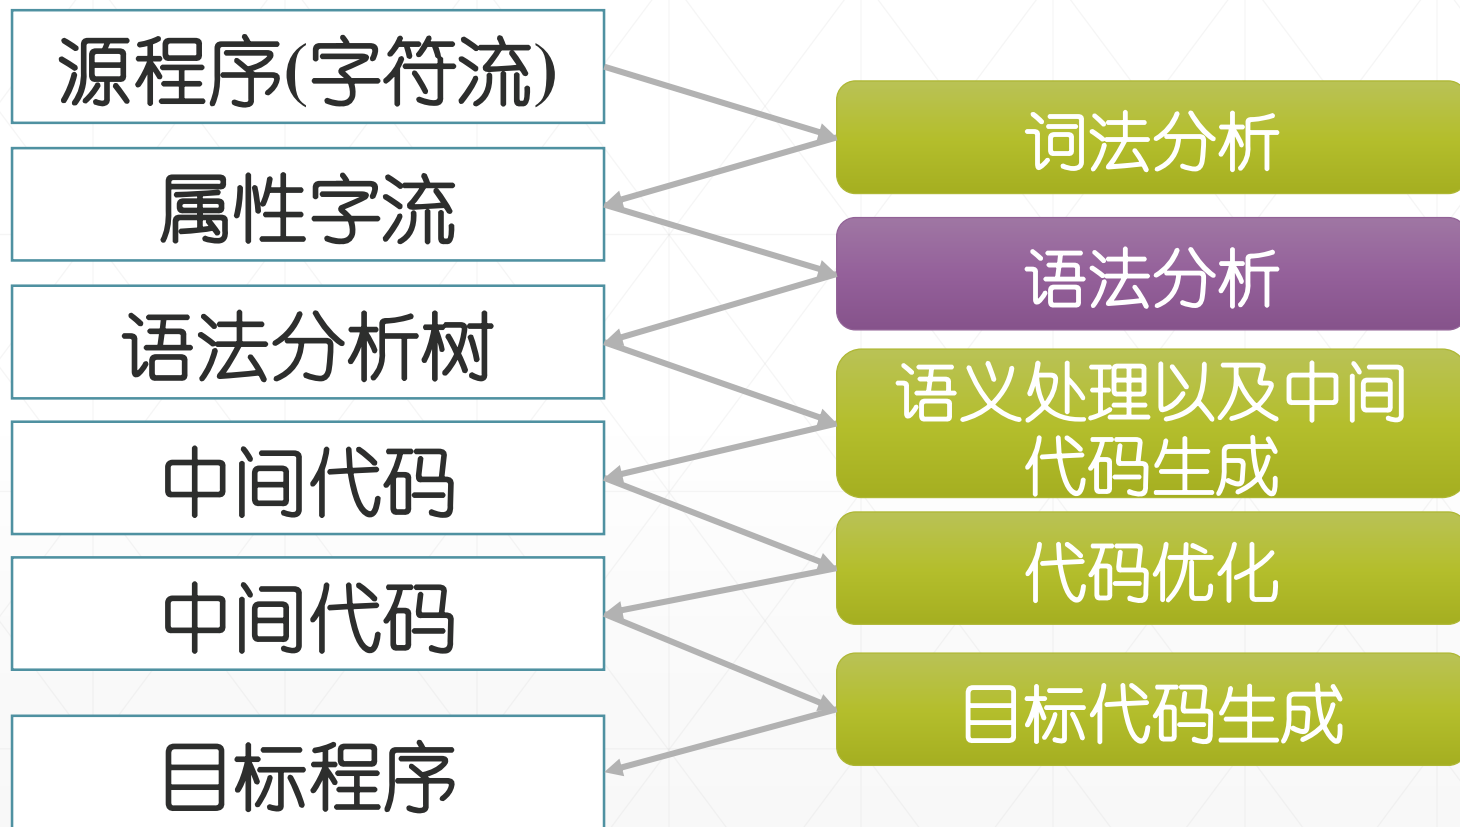 源程序(字符流)
词法分析
属性字流
语法分析
语法分析树
语义处理以及中间
代码生成
中间代码
代码优化
中间代码
目标代码生成
目标程序